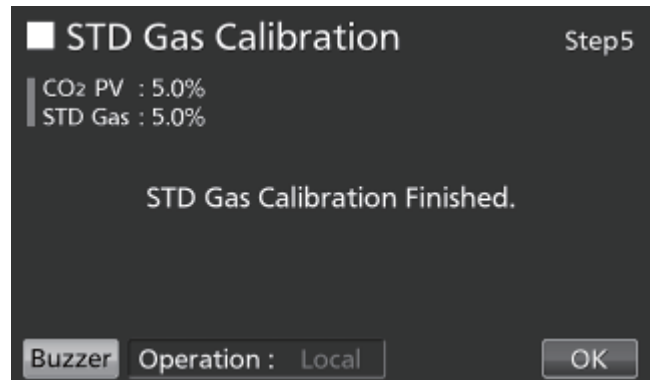 STD Gas Calibration Step5
CO2 PV : 5.0%
STD Gas : 5.0%
STD Gas Calibration Finished.
Buzzer Operation : Local OK